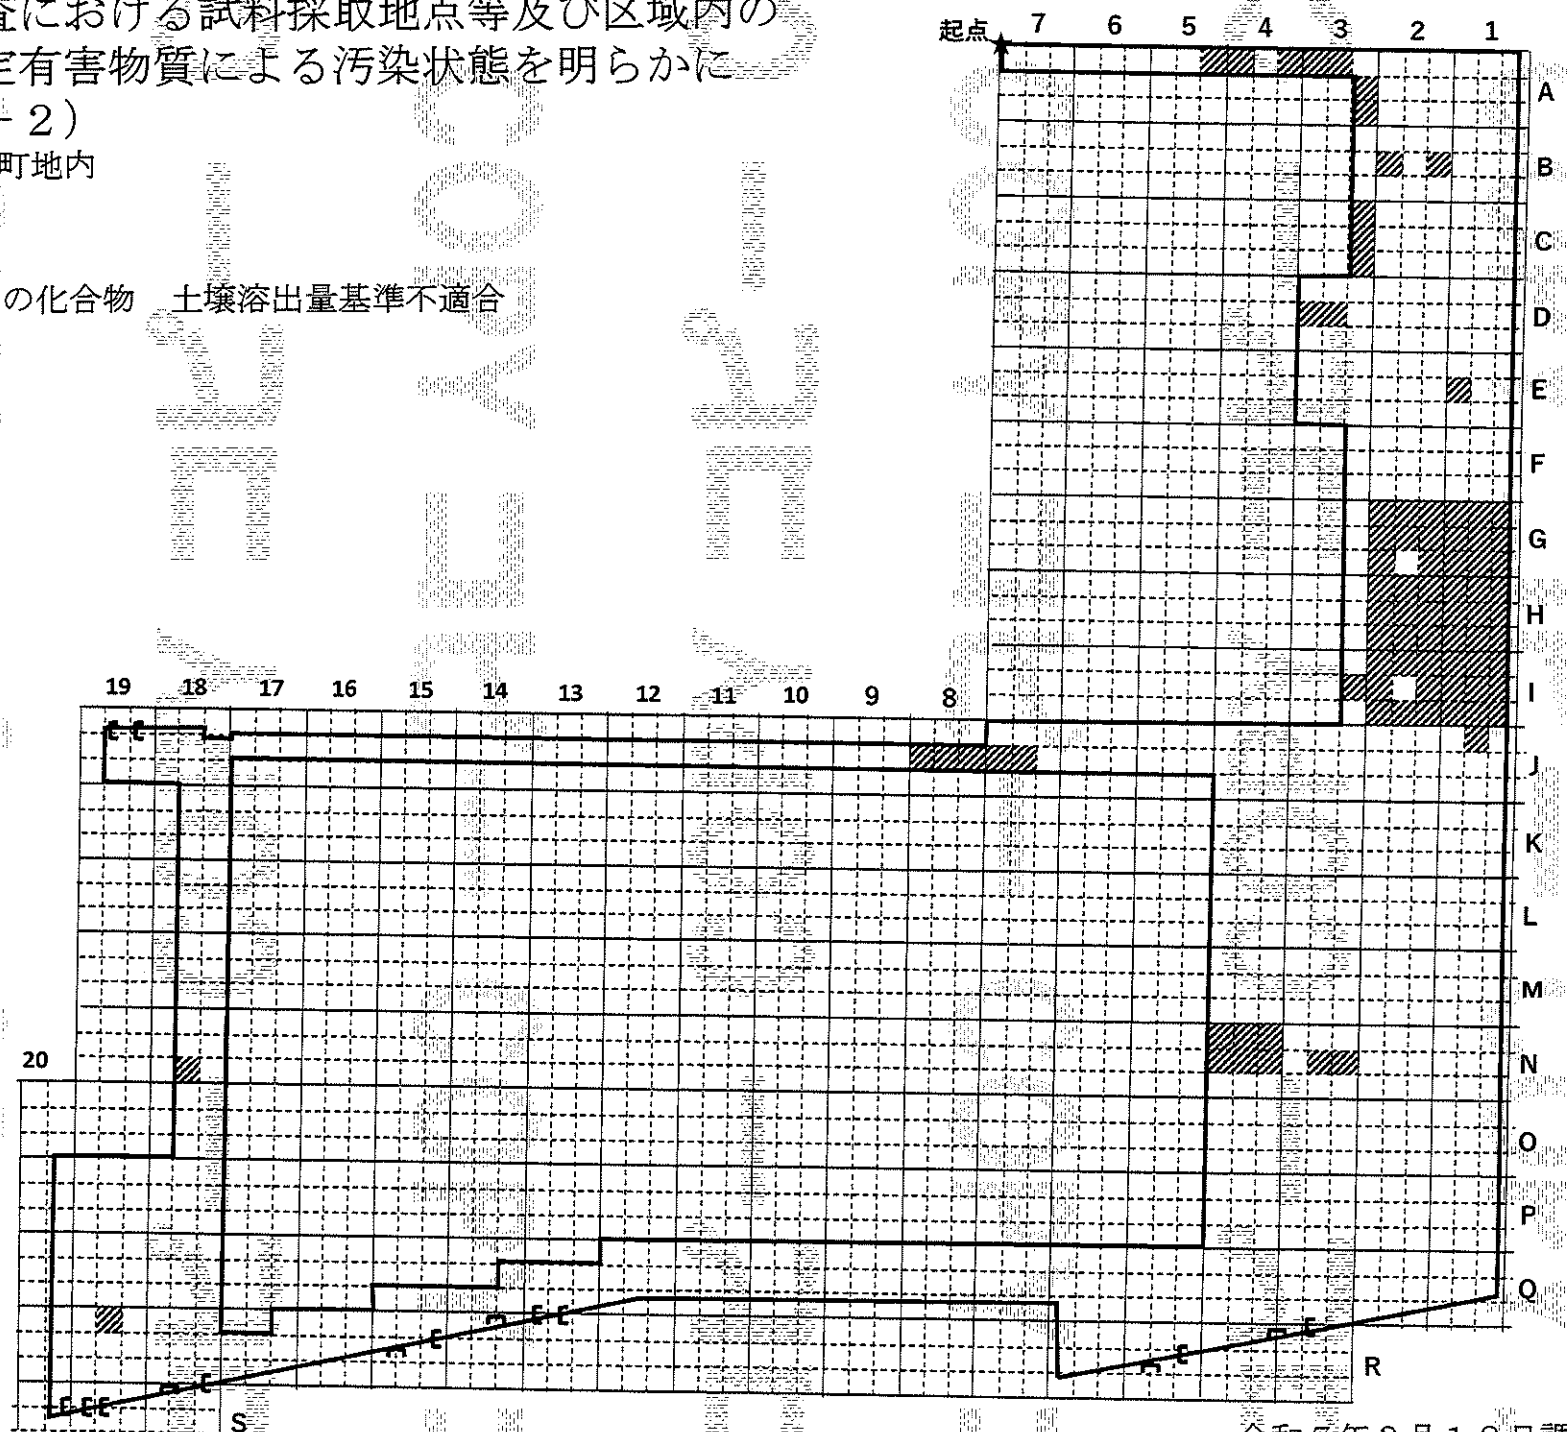 査における試料採取地点等及び区域内の
定有害物質による汚染状態を明らかに
-2）
町地内
の化合物　土壌溶出量基準不適合
起点 7 6 5 4 3 2 1
A
B
C
D
E
F
G
H
I
19 18 17 16 15 14 13 12 11 10 9 8
J
K
L
M
20
N
O
P
Q
R
S